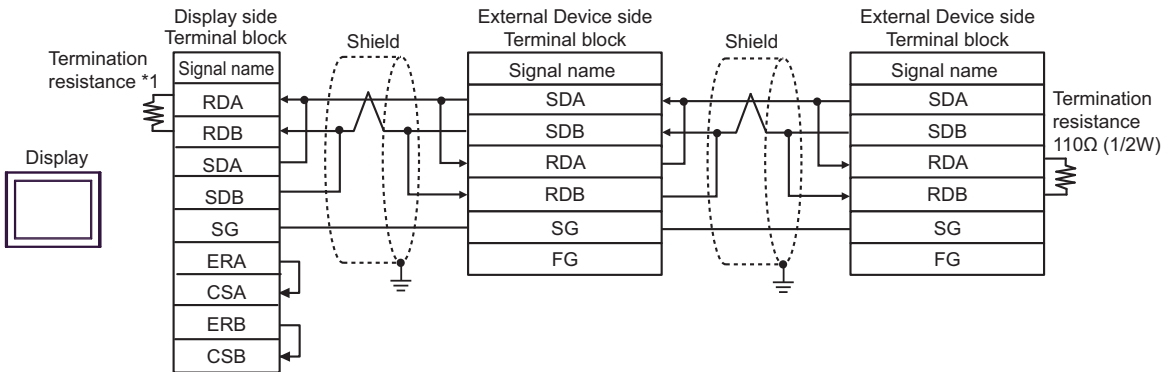 Display side
Terminal block
External Device side
Terminal block
External Device side
Terminal block
Termination
resistance *1
Shield
Shield
Termination
resistance
110Ω (1/2W)
Display
Signal name
RDA
RDB
SDA
SDB
SG
ERA
CSA
ERB
CSB
Signal name
SDA
SDB
RDA
RDB
SG
FG
Signal name
SDA
SDB
RDA
RDB
SG
FG